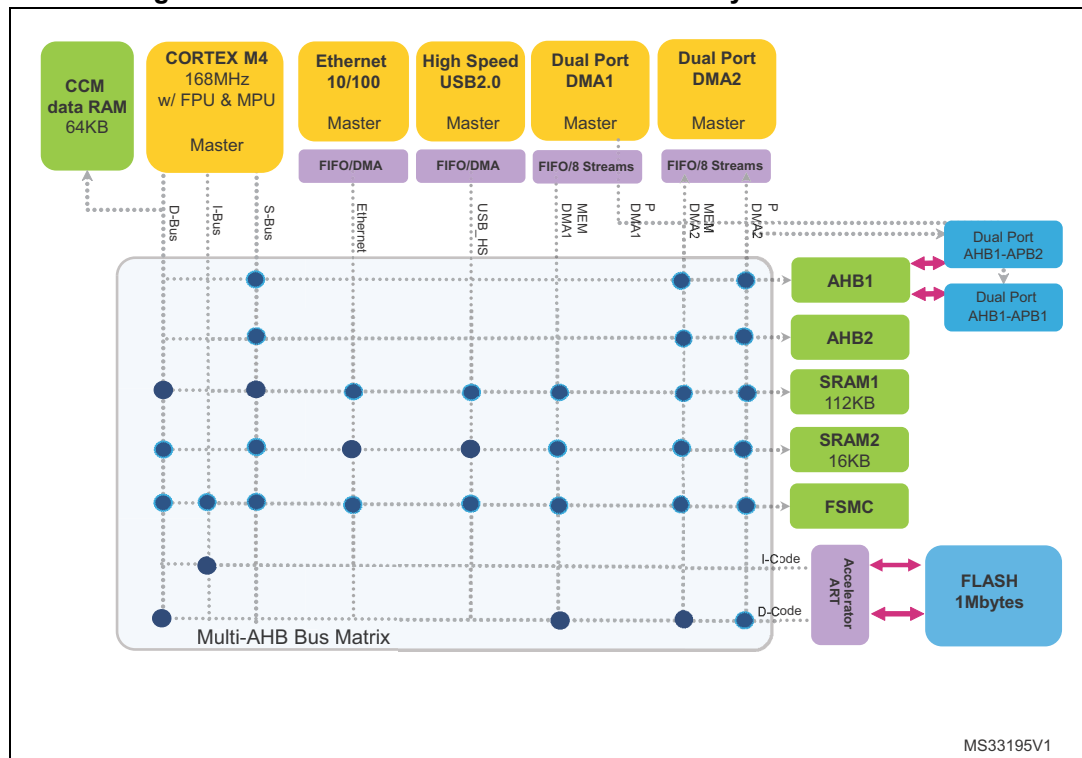 CCM
data RAM
64KB
CORTEX M4
168MHz
w/ FPU & MPU
Master
Ethernet
10/100
Master
High Speed
USB2.0
Master
Dual Port
DMA1
Master
Dual Port
DMA2
Master
FIFO/DMA
FIFO/DMA
FIFO/8 Streams
FIFO/8 Streams
D-Bus
I-Bus
S-Bus
Ethernet
USB_HS
MEM
DMA1
P
DMA1
MEM
DMA2
P
DMA2
Dual Port
AHB1-APB2
Dual Port
AHB1-APB1
AHB1
AHB2
SRAM1
112KB
SRAM2
16KB
FSMC
I-Code
D-Code
Accelerator
ART
FLASH
1Mbytes
Multi-AHB Bus Matrix
MS33195V1